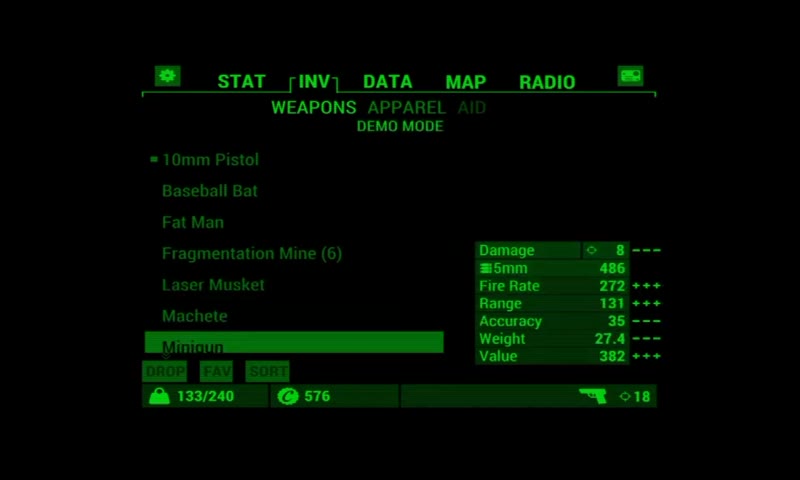 STAT INV DATA MAP RADIO
WEAPONS APPAREL AID
DEMO MODE
10mm Pistol
Baseball Bat
Fat Man
Fragmentation Mine (6)
Laser Musket
Machete
Minigun
Damage 8 ---
5mm 486
Fire Rate 272 +++
Range 131 +++
Accuracy 35 ---
Weight 27.4 ---
Value 382 +++
DROP FAV SORT
133/240 576 18